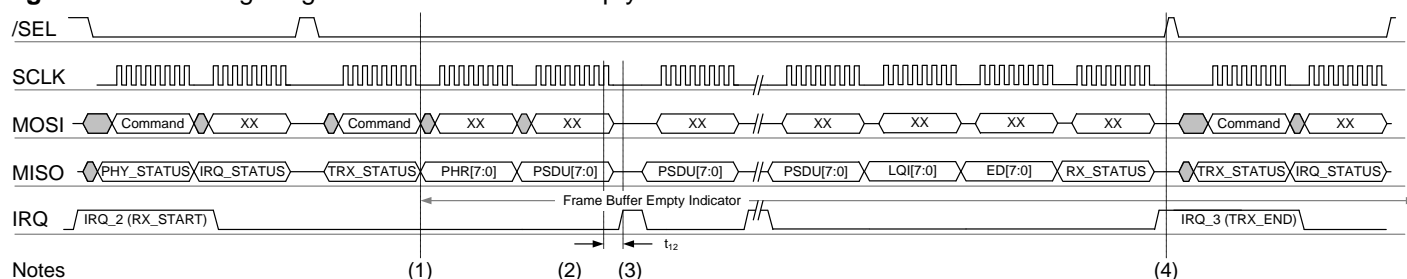 /SEL
SCLK
MOSI Command XX Command XX XX XX XX XX XX XX Command XX
MISO PHY_STATUS IRQ_STATUS TRX_STATUS PHR[7:0] PSDU[7:0] PSDU[7:0] PSDU[7:0] LQI[7:0] ED[7:0] RX_STATUS TRX_STATUS IRQ_STATUS
Frame Buffer Empty Indicator
IRQ IRQ_2 (RX_START) IRQ_3 (TRX_END)
t12
Notes (1) (2) (3) (4)